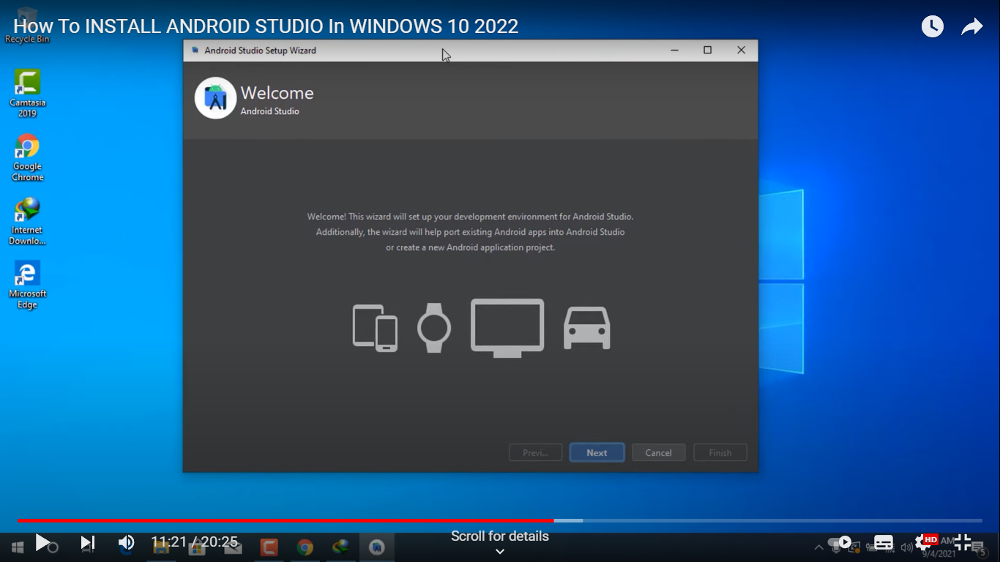 How To INSTALL ANDROID STUDIO In WINDOWS 10 2022
Recycle Bin
Camtasia
2019
Google
Chrome
Internet
Downlo...
Microsoft
Edge
Android Studio Setup Wizard
Welcome
Android Studio
Welcome! This wizard will set up your development environment for Android Studio.
Additionally, the wizard will help port existing Android apps into Android Studio
or create a new Android application project.
Previ...
Next
Cancel
Finish
11:21 / 20:25
Scroll for details
HD
AM
9/4/2021
5